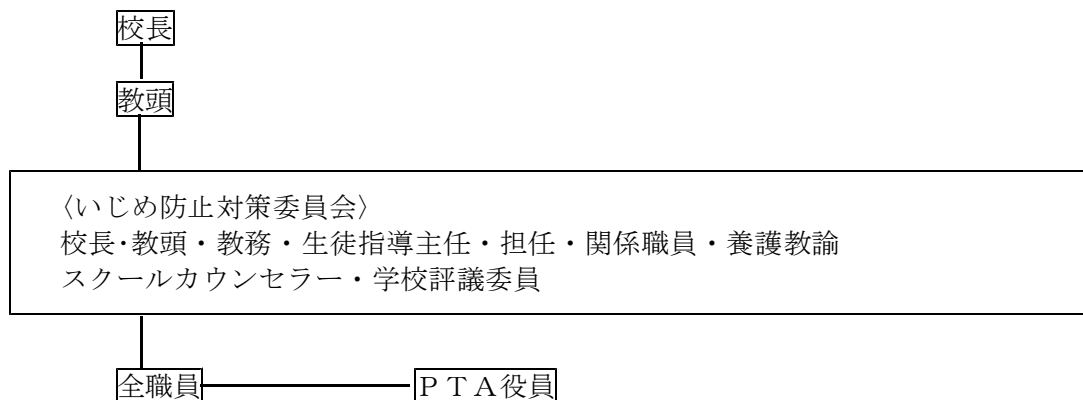 校長
教頭
〈いじめ防止対策委員会〉
校長・教頭・教務・生徒指導主任・担任・関係職員・養護教諭
スクールカウンセラー・学校評議委員
全職員
ＰＴＡ役員